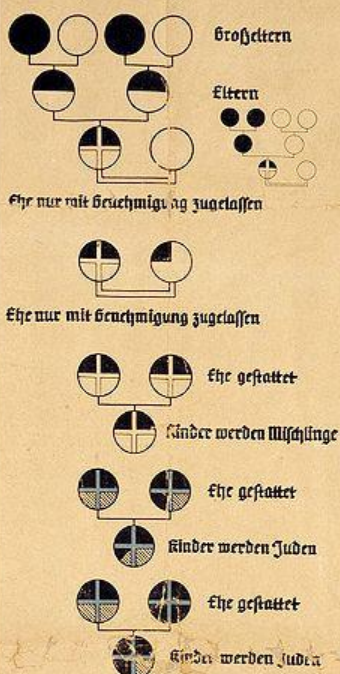 Großeltern
Eltern
Ehe nur mit Genehmigung zugelassen
Ehe nur mit Genehmigung zugelassen
Ehe gestattet
Kinder werden Mischlinge
Ehe gestattet
Kinder werden Juden
Ehe gestattet
Kinder werden Juden